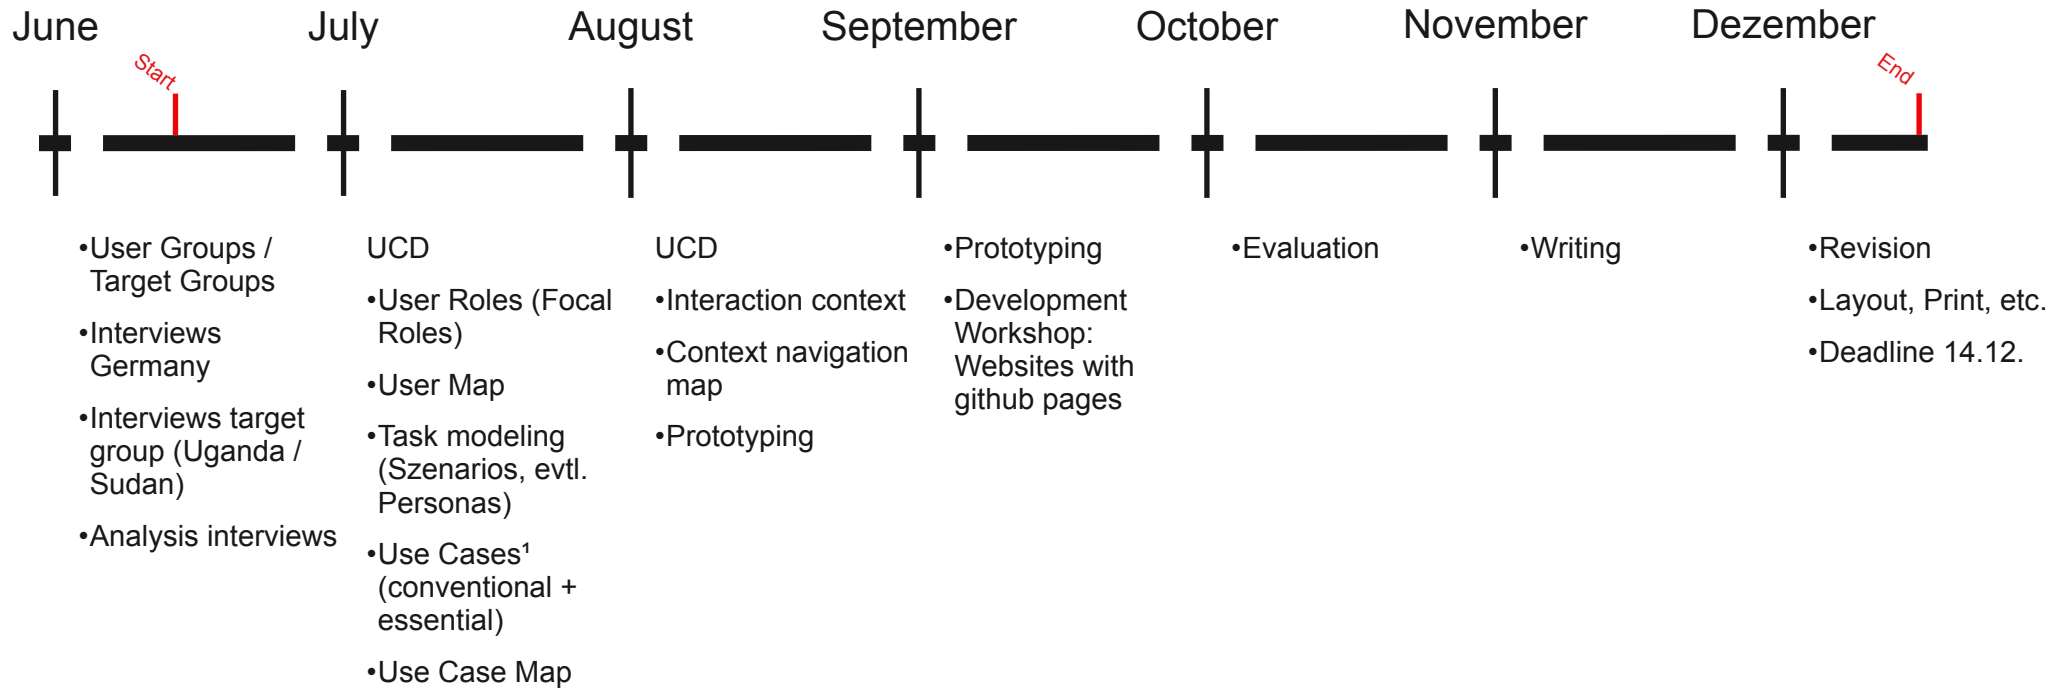 June
July
August
September
October
November
Dezember
Start
End
•User Groups /
Target Groups
•Interviews
Germany
•Interviews target
group (Uganda /
Sudan)
•Analysis interviews
UCD
•User Roles (Focal
Roles)
•User Map
•Task modeling
(Szenarios, evtl.
Personas)
•Use Cases¹
(conventional +
essential)
•Use Case Map
UCD
•Interaction context
•Context navigation
map
•Prototyping
•Prototyping
•Development
Workshop:
Websites with
github pages
•Evaluation
•Writing
•Revision
•Layout, Print, etc.
•Deadline 14.12.